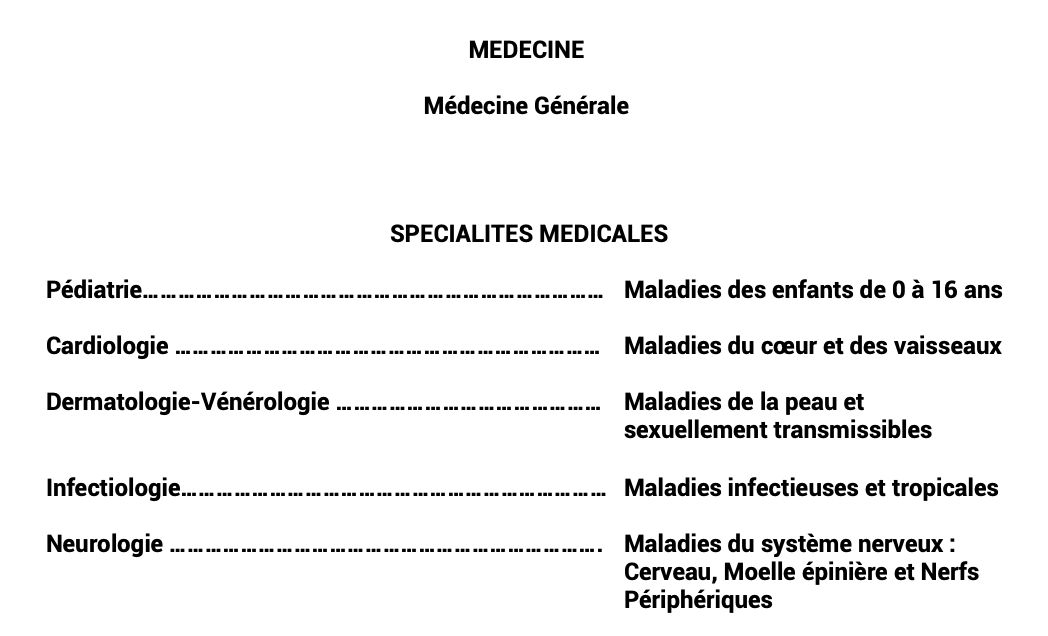 MEDECINE
Médecine Générale
SPECIALITES MEDICALES
Pédiatrie……………………………………………………………………… Maladies des enfants de 0 à 16 ans
Cardiologie ………………………………………………………………… Maladies du cœur et des vaisseaux
Dermatologie-Vénérologie ……………………………………… Maladies de la peau et
sexuellement transmissibles
Infectiologie………………………………………………………………… Maladies infectieuses et tropicales
Neurologie …………………………………………………………………. Maladies du système nerveux :
Cerveau, Moelle épinière et Nerfs
Périphériques